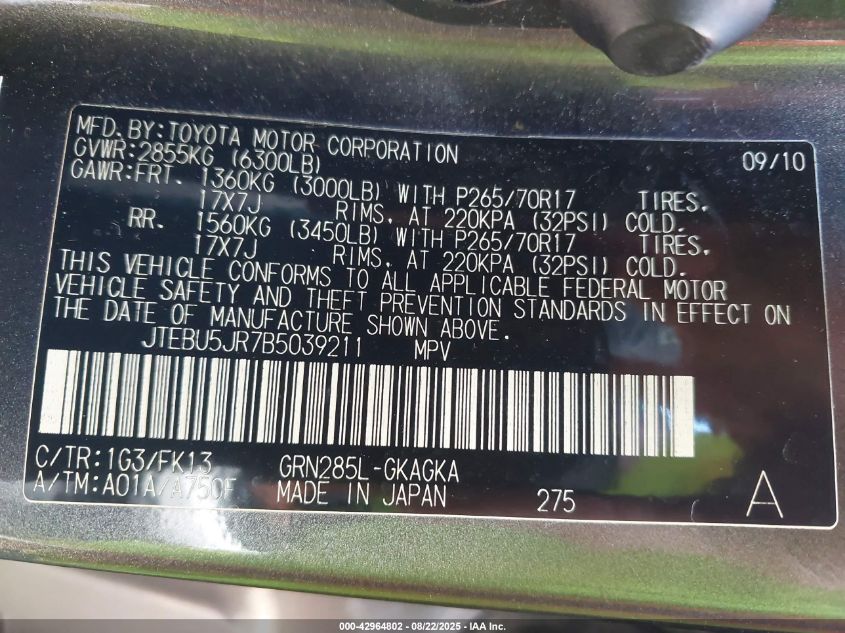 MFD.BY:TOYOTA MOTOR CORPORATION 09/10
GVWR:2855KG (6300LB)
GAWR:FRT. 1360KG (3000LB) WITH P265/70R17 TIRES,
17X7J RIMS, AT 220KPA (32PSI) COLD.
RR. 1560KG (3450LB) WITH P265/70R17 TIRES,
17X7J RIMS, AT 220KPA (32PSI) COLD.
THIS VEHICLE CONFORMS TO ALL APPLICABLE FEDERAL MOTOR
VEHICLE SAFETY AND THEFT PREVENTION STANDARDS IN EFFECT ON
THE DATE OF MANUFACTURE SHOWN ABOVE.
JTEBU5JR7B5039211 MPV
C/TR:1G3/FK13 GRN285L-GKAGKA
A/TM:A01A/A750F MADE IN JAPAN 275 A
000-42964802 - 08/22/2025 - IAA Inc.